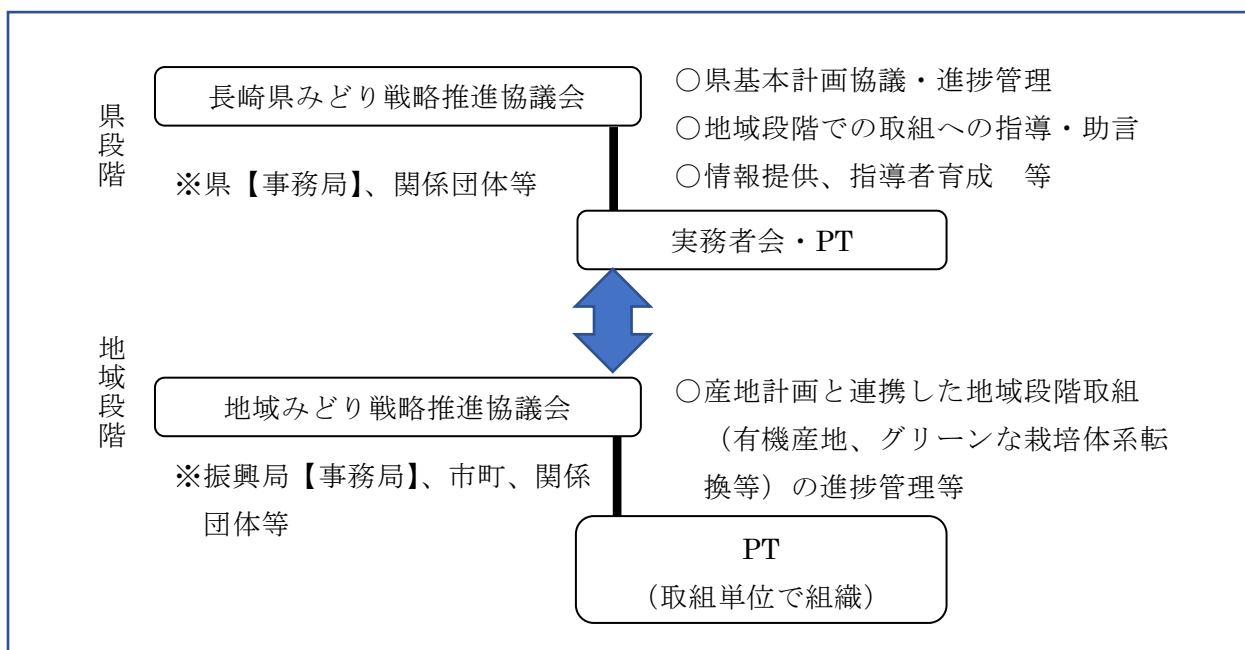 県段階
長崎県みどり戦略推進協議会
※県【事務局】、関係団体等
○県基本計画協議・進捗管理
○地域段階での取組への指導・助言
○情報提供、指導者育成　等
実務者会・PT
地域段階
地域みどり戦略推進協議会
※振興局【事務局】、市町、関係
団体等
○産地計画と連携した地域段階取組
（有機産地、グリーンな栽培体系転
換等）の進捗管理等
PT
（取組単位で組織）